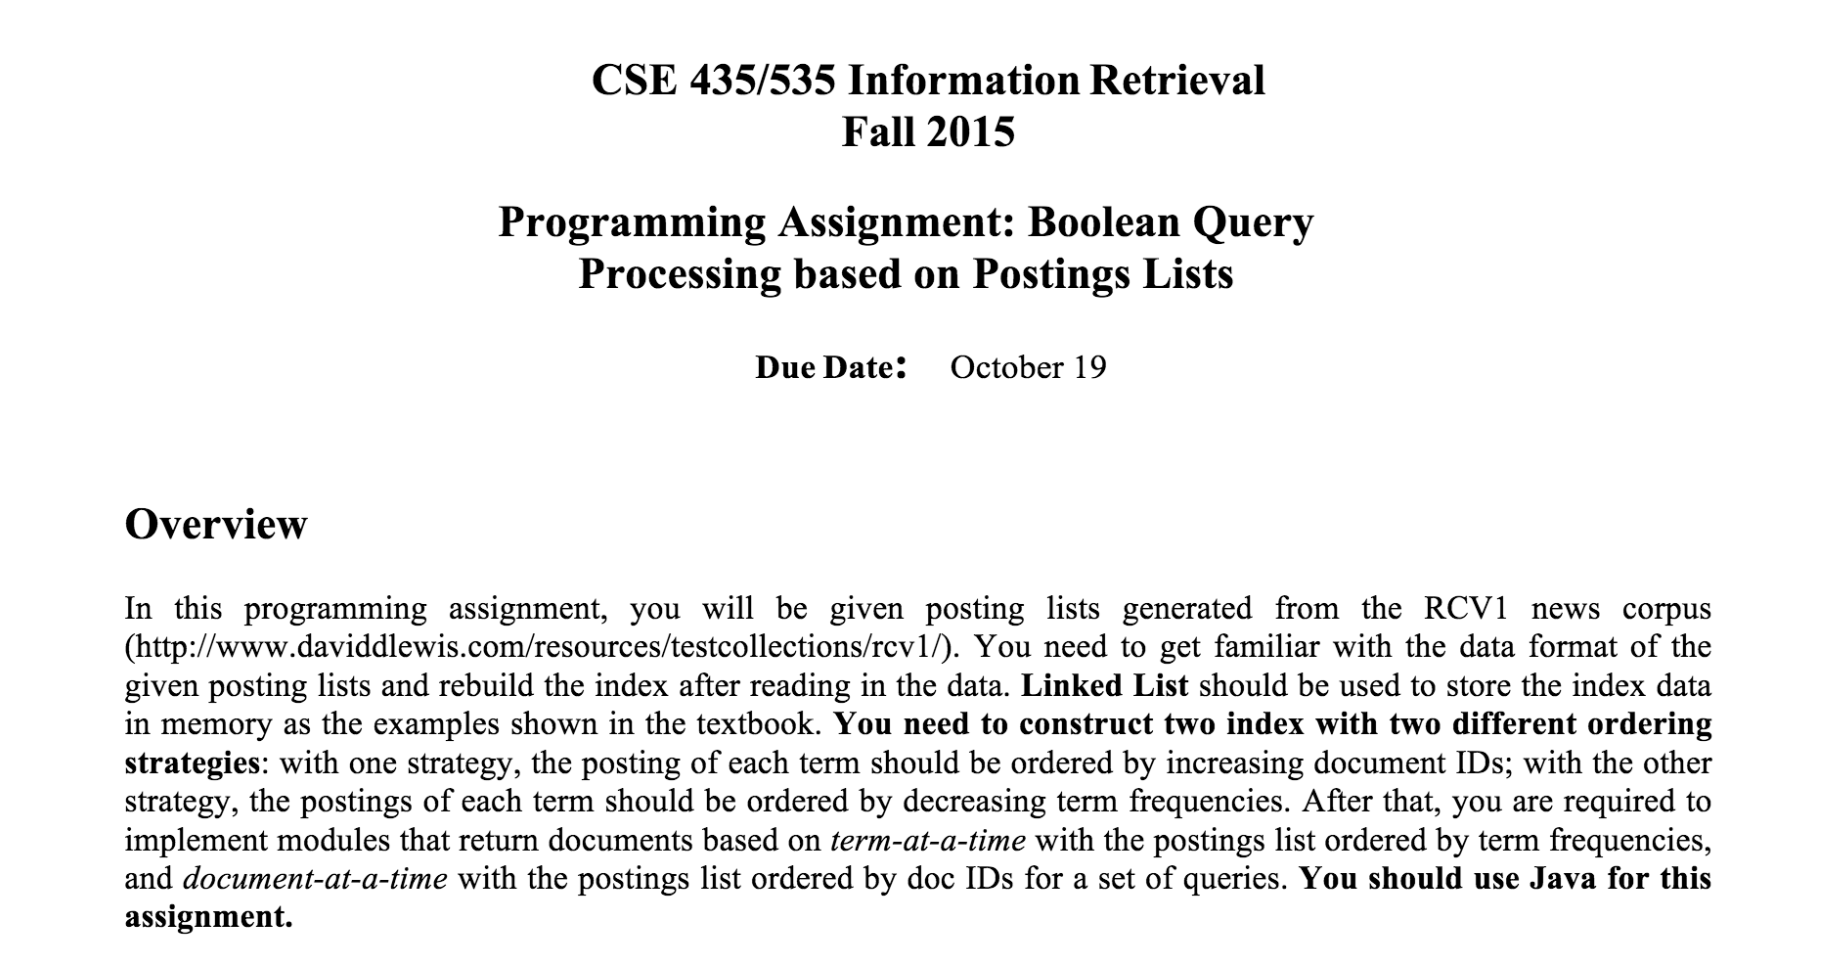 CSE 435/535 Information Retrieval
Fall 2015
Programming Assignment: Boolean Query
Processing based on Postings Lists
Due Date: October 19
Overview
In this programming assignment, you will be given posting lists generated from the RCV1 news corpus
(http://www.daviddlewis.com/resources/testcollections/rcv1/). You need to get familiar with the data format of the
given posting lists and rebuild the index after reading in the data. Linked List should be used to store the index data
in memory as the examples shown in the textbook. You need to construct two index with two different ordering
strategies: with one strategy, the posting of each term should be ordered by increasing document IDs; with the other
strategy, the postings of each term should be ordered by decreasing term frequencies. After that, you are required to
implement modules that return documents based on term-at-a-time with the postings list ordered by term frequencies,
and document-at-a-time with the postings list ordered by doc IDs for a set of queries. You should use Java for this
assignment.